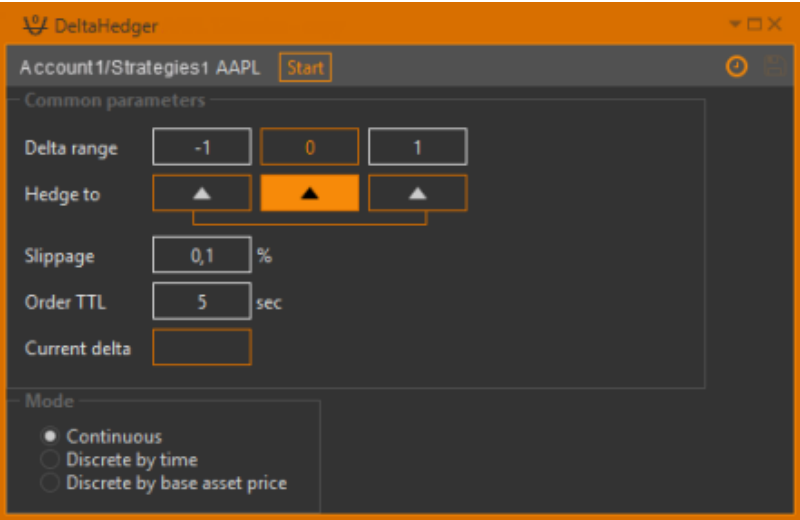 DeltaHedger
Account1/Strategies1 AAPL Start
Common parameters
Delta range -1 0 1
Hedge to
Slippage 0,1 %
Order TTL 5 sec
Current delta
Mode
Continuous
Discrete by time
Discrete by base asset price